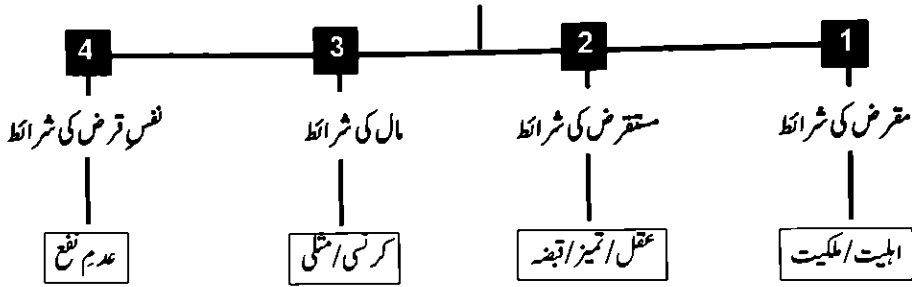 1 2 3 4
مقرض کی شرائط مستقرض کی شرائط مال کی شرائط نفسِ قرض کی شرائط
اہلیت/ملکیت عقل/تمیز/قبضہ کرنسی/مثلی عدمِ نفع